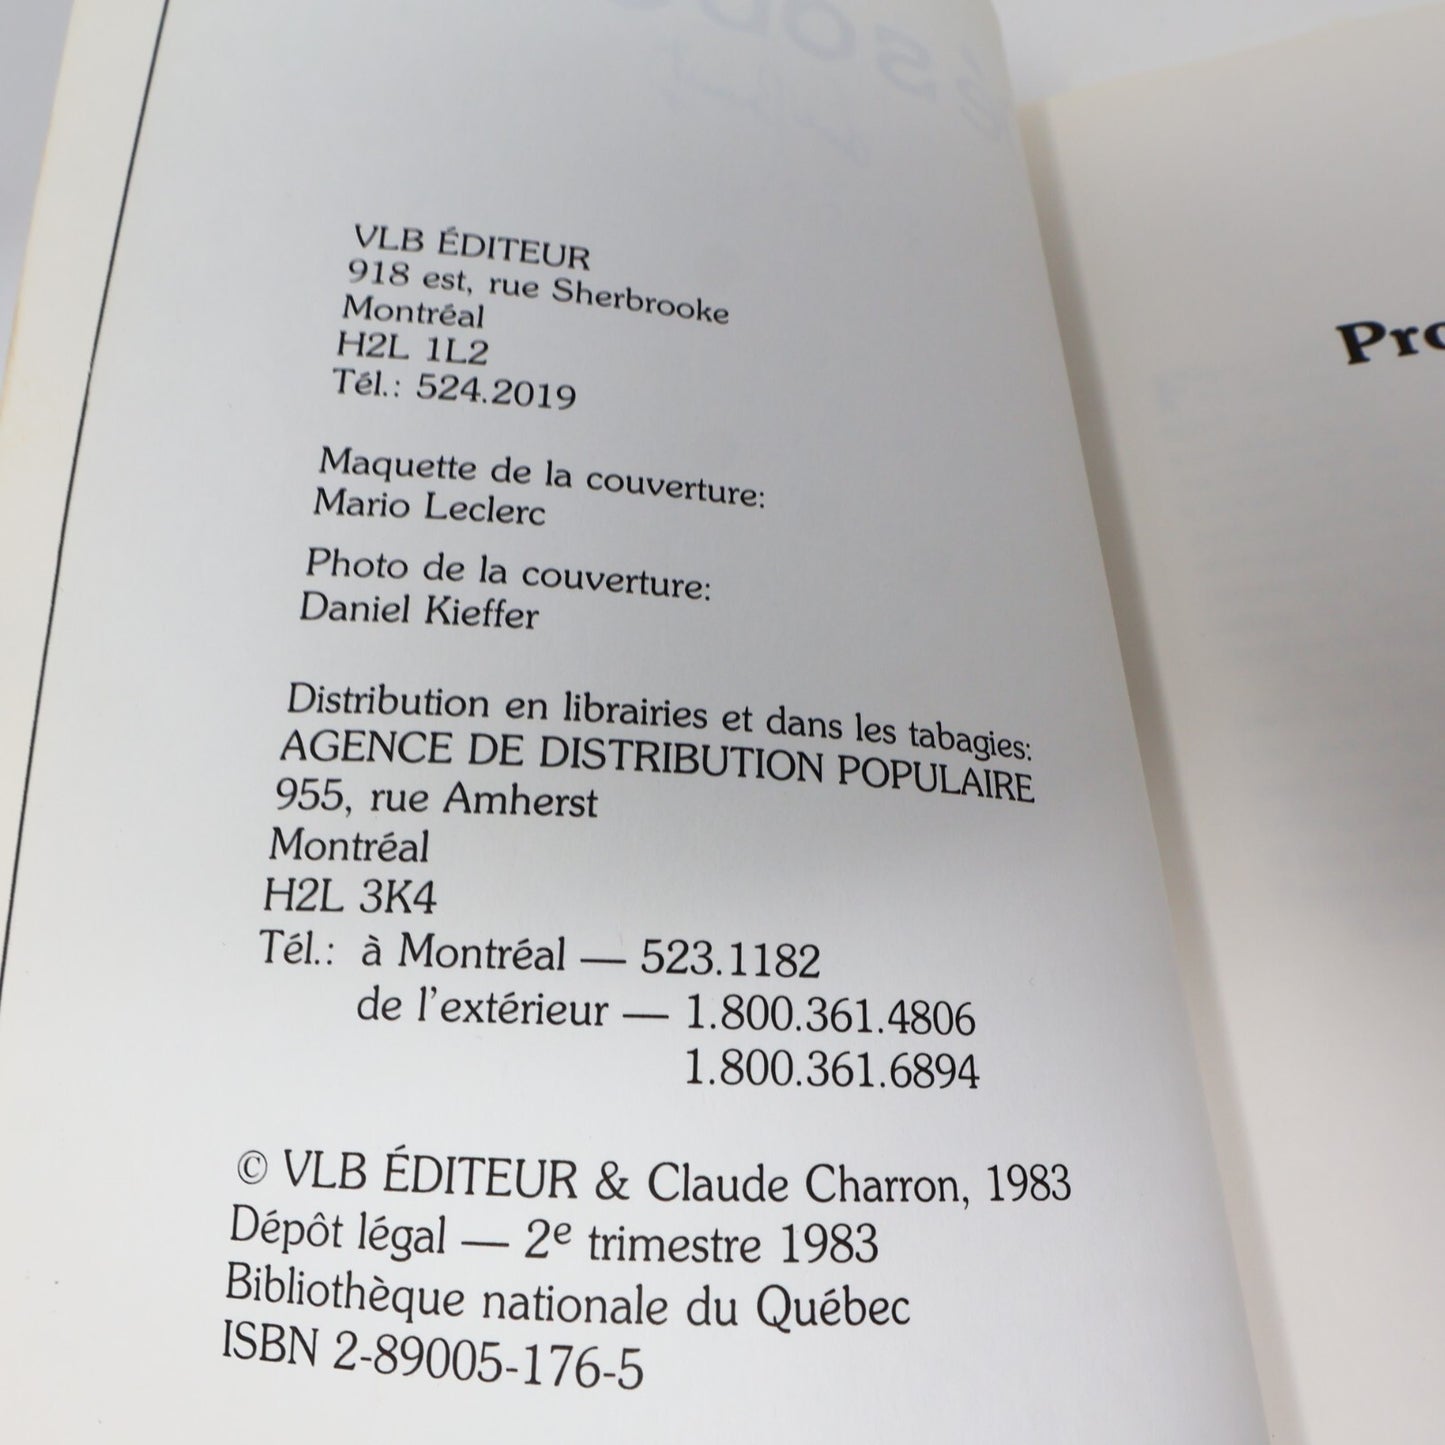 VLB ÉDITEUR
918 est, rue Sherbrooke
Montréal
H2L 1L2
Tél.: 524.2019
Maquette de la couverture:
Mario Leclerc
Photo de la couverture:
Daniel Kieffer
Distribution en librairies et dans les tabagies:
AGENCE DE DISTRIBUTION POPULAIRE
955, rue Amherst
Montréal
H2L 3K4
Tél.: à Montréal — 523.1182
de l'extérieur — 1.800.361.4806
1.800.361.6894
© VLB ÉDITEUR & Claude Charron, 1983
Dépôt légal — 2e trimestre 1983
Bibliothèque nationale du Québec
ISBN 2-89005-176-5